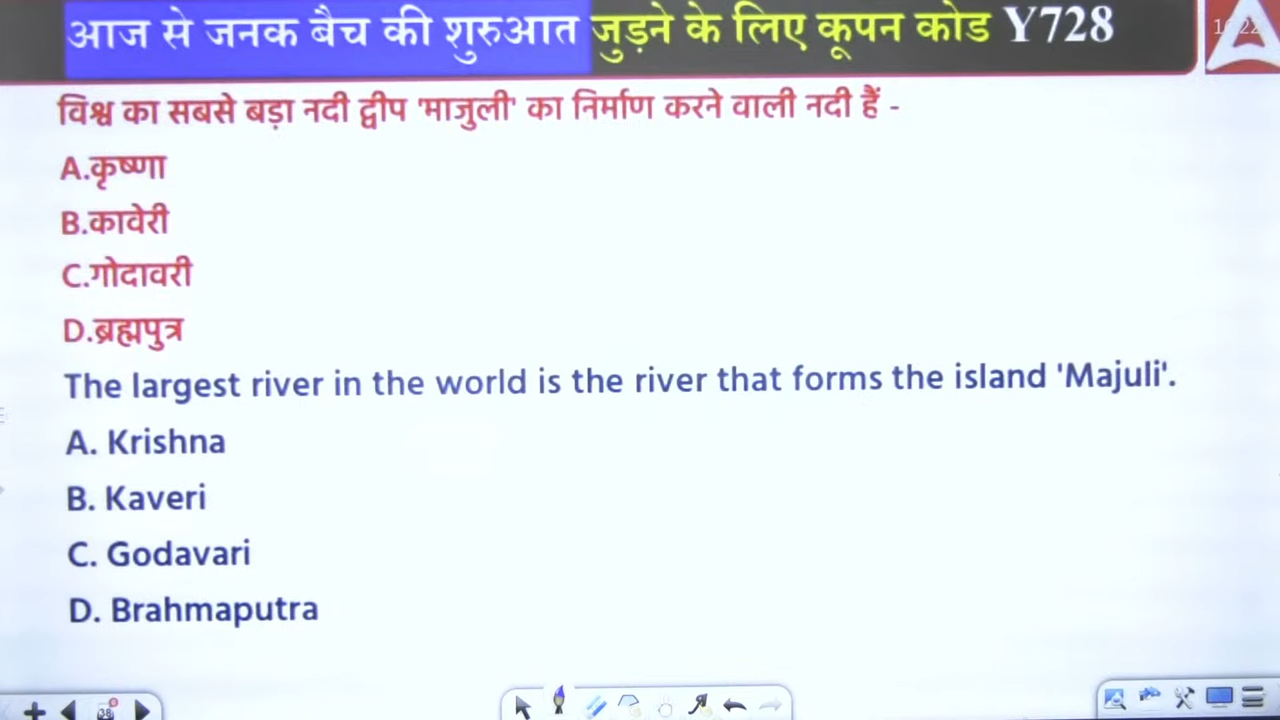 आज से जनक बैच की शुरुआत जुड़ने के लिए कूपन कोड Y728
विश्व का सबसे बड़ा नदी द्वीप 'माजुली' का निर्माण करने वाली नदी हैं -
A.कृष्णा
B.कावेरी
C.गोदावरी
D.ब्रह्मपुत्र
The largest river in the world is the river that forms the island 'Majuli'.
A. Krishna
B. Kaveri
C. Godavari
D. Brahmaputra
38